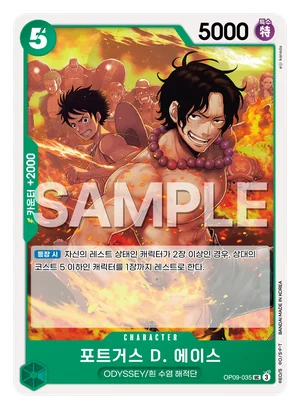 5
5000
특수
特
카운터 +2000
SAMPLE
등장 시 자신의 레스트 상태인 캐릭터가 2장 이상인 경우, 상대의
코스트 5 이하인 캐릭터를 1장까지 레스트로 한다.
CHARACTER
포트거스 D. 에이스
ODYSSEY/흰 수염 해적단
OP09-035 UC 3
BANDAI MADE IN KOREA